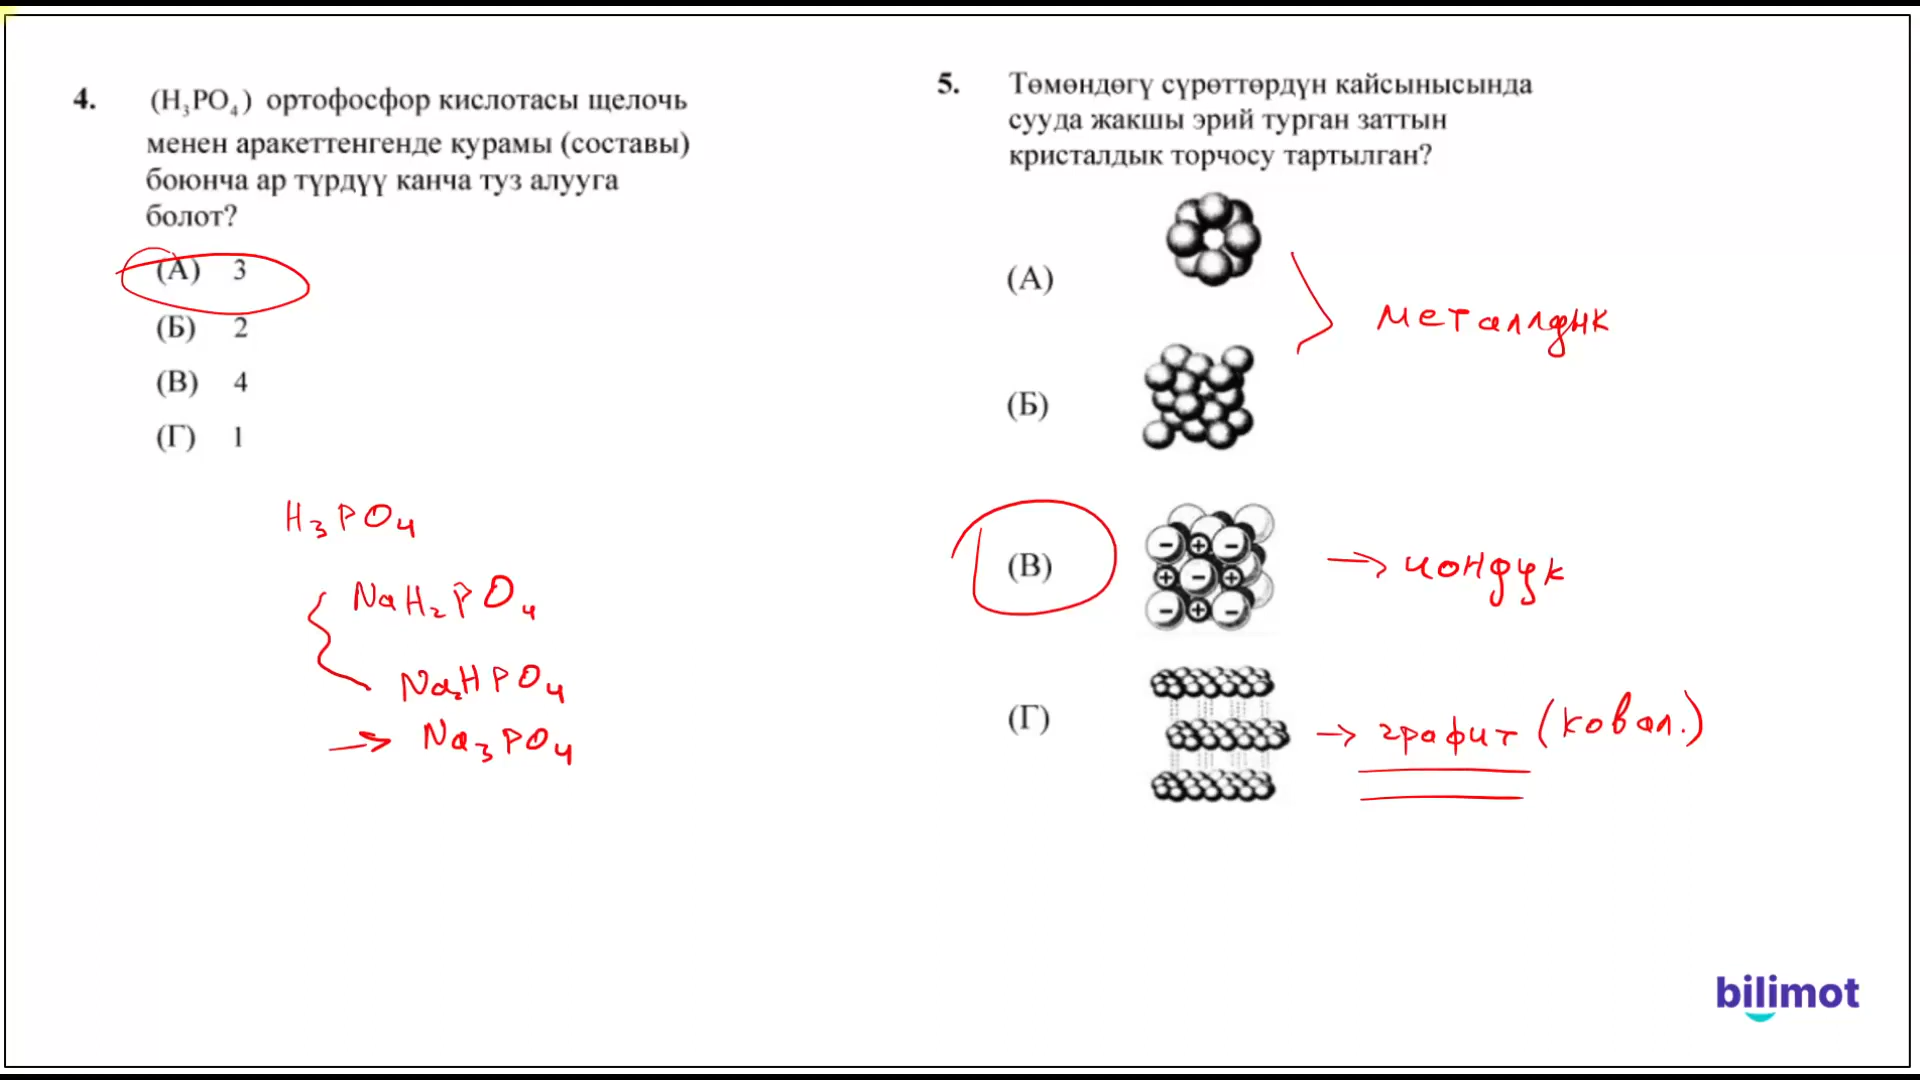 4. (H₃PO₄) ортофосфор кислотасы щелочь
менен аракеттенгенде курамы (составы)
боюнча ар түрдүү канча туз алууга
болот?
(А) 3
(Б) 2
(В) 4
(Г) 1
H₃PO₄
NaH₂PO₄
Na₂HPO₄
→ Na₃PO₄
5. Төмөндөгү сүрөттөрдүн кайсынысында
сууда жакшы эрий турган заттын
кристалдык торчосу тартылган?
(А)
металлдык
(Б)
(В)
→ иондук
(Г)
→ графит (ковал.)
bilimot